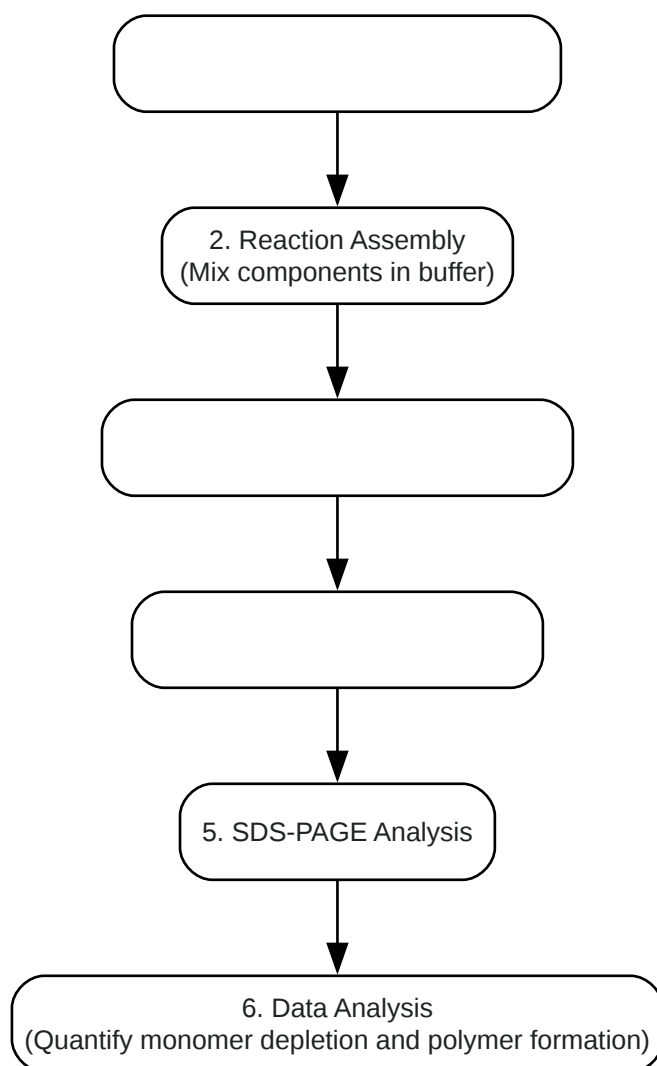 2. Reaction Assembly
(Mix components in buffer)
5. SDS-PAGE Analysis
6. Data Analysis
(Quantify monomer depletion and polymer formation)